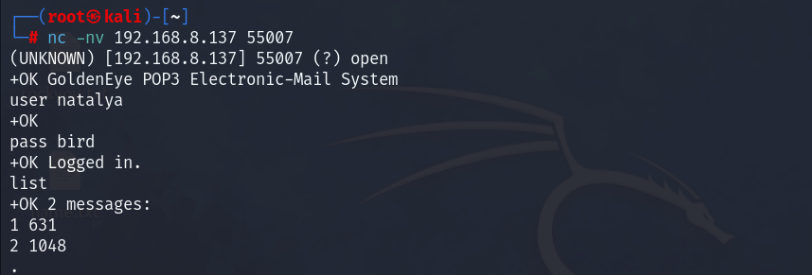 ┌──(root㉿kali)-[~]
└─# nc -nv 192.168.8.137 55007
(UNKNOWN) [192.168.8.137] 55007 (?) open
+OK GoldenEye POP3 Electronic-Mail System
user natalya
+OK
pass bird
+OK Logged in.
list
+OK 2 messages:
1 631
2 1048
.